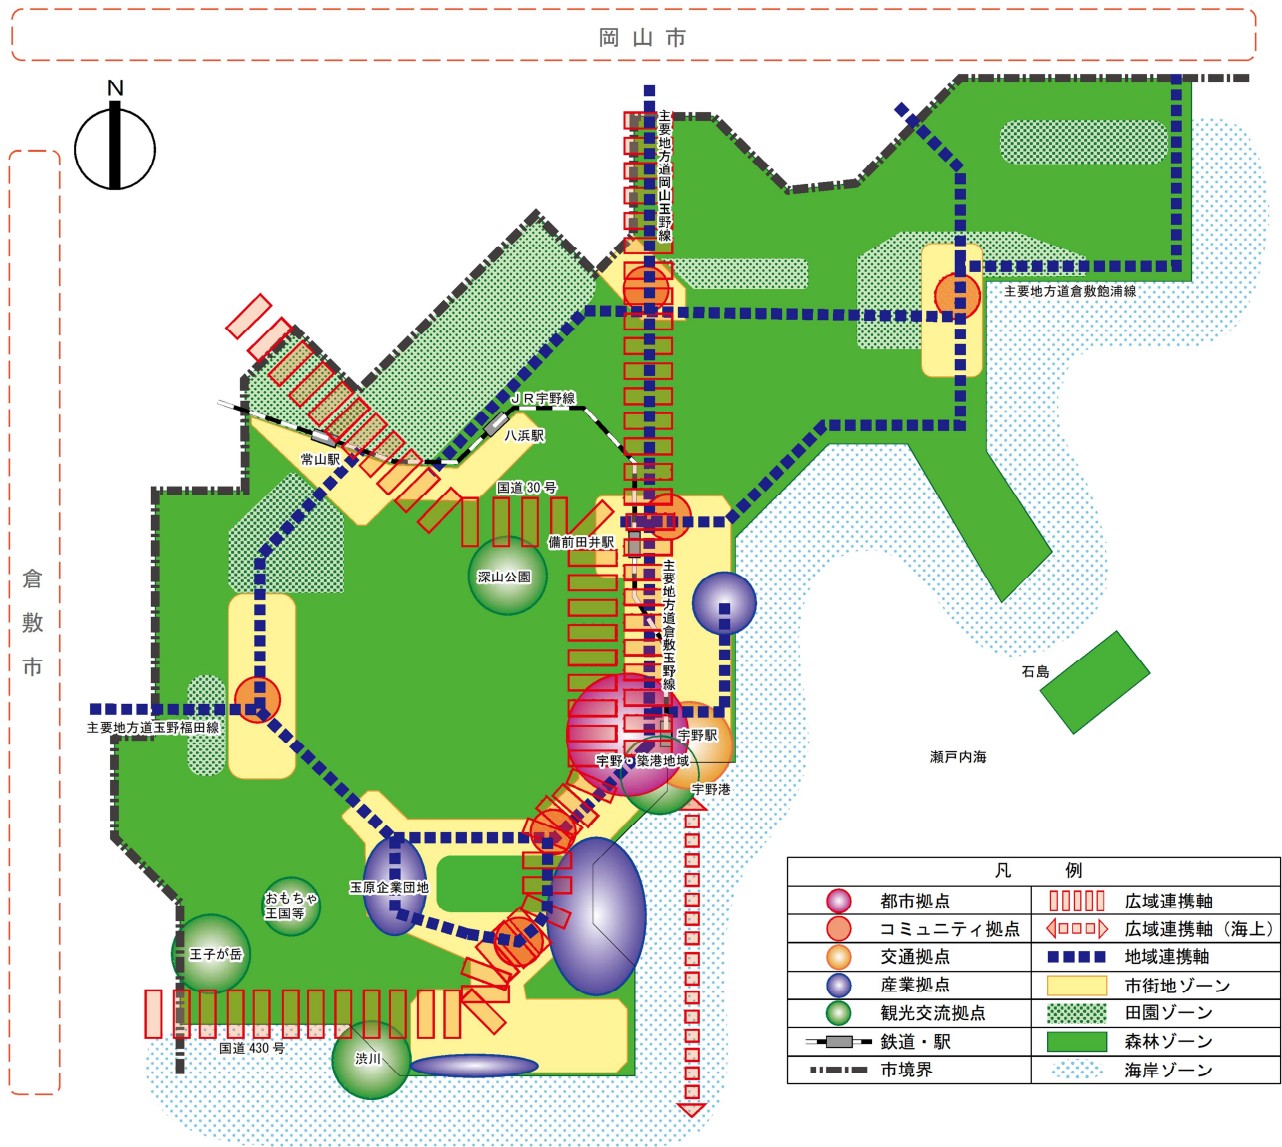 岡山市
N
倉敷市
主要地方道岡山玉野線
主要地方道倉敷飽浦線
JR宇野線
八浜駅
常山駅
国道30号
備前田井駅
深山公園
主要地方道倉敷玉野線
石島
主要地方道玉野福田線
宇野駅
瀬戸内海
宇野・築港地域
宇野港
玉原企業団地
おもちゃ
王国等
王子が岳
国道430号
渋川
凡例
都市拠点
広域連携軸
コミュニティ拠点
広域連携軸（海上）
交通拠点
地域連携軸
産業拠点
市街地ゾーン
観光交流拠点
田園ゾーン
鉄道・駅
森林ゾーン
市境界
海岸ゾーン